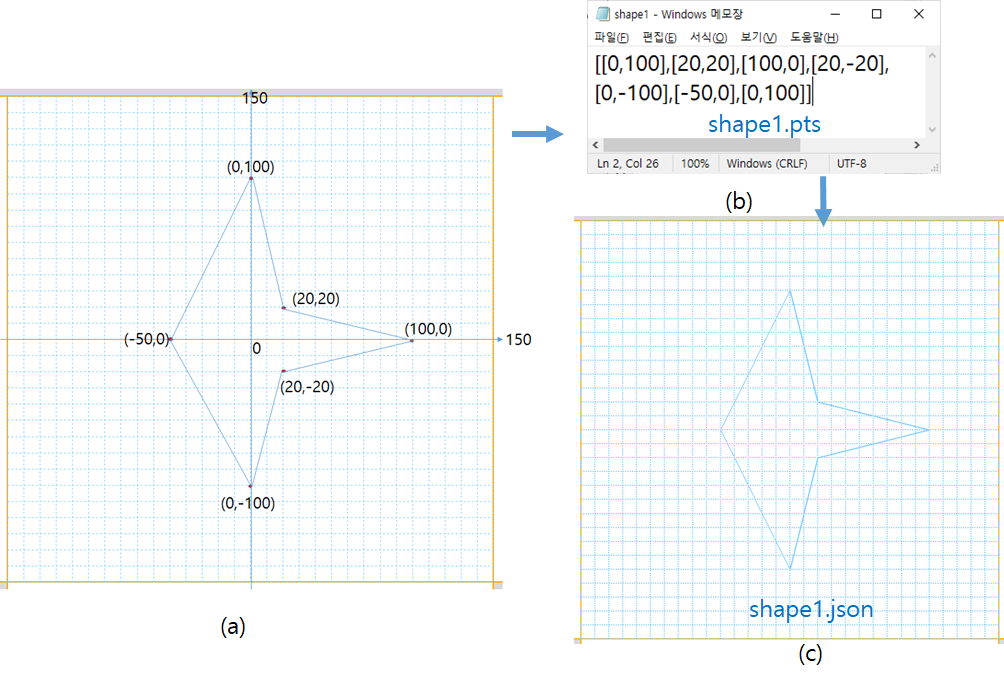 150
(0,100)
(20,20)
(100,0)
(-50,0)
0
150
(20,-20)
(0,-100)
(a)
shape1 - Windows 메모장
파일(F) 편집(E) 서식(O) 보기(V) 도움말(H)
[[0,100],[20,20],[100,0],[20,-20],
[0,-100],[-50,0],[0,100]]
shape1.pts
Ln 2, Col 26 100% Windows (CRLF) UTF-8
(b)
shape1.json
(c)